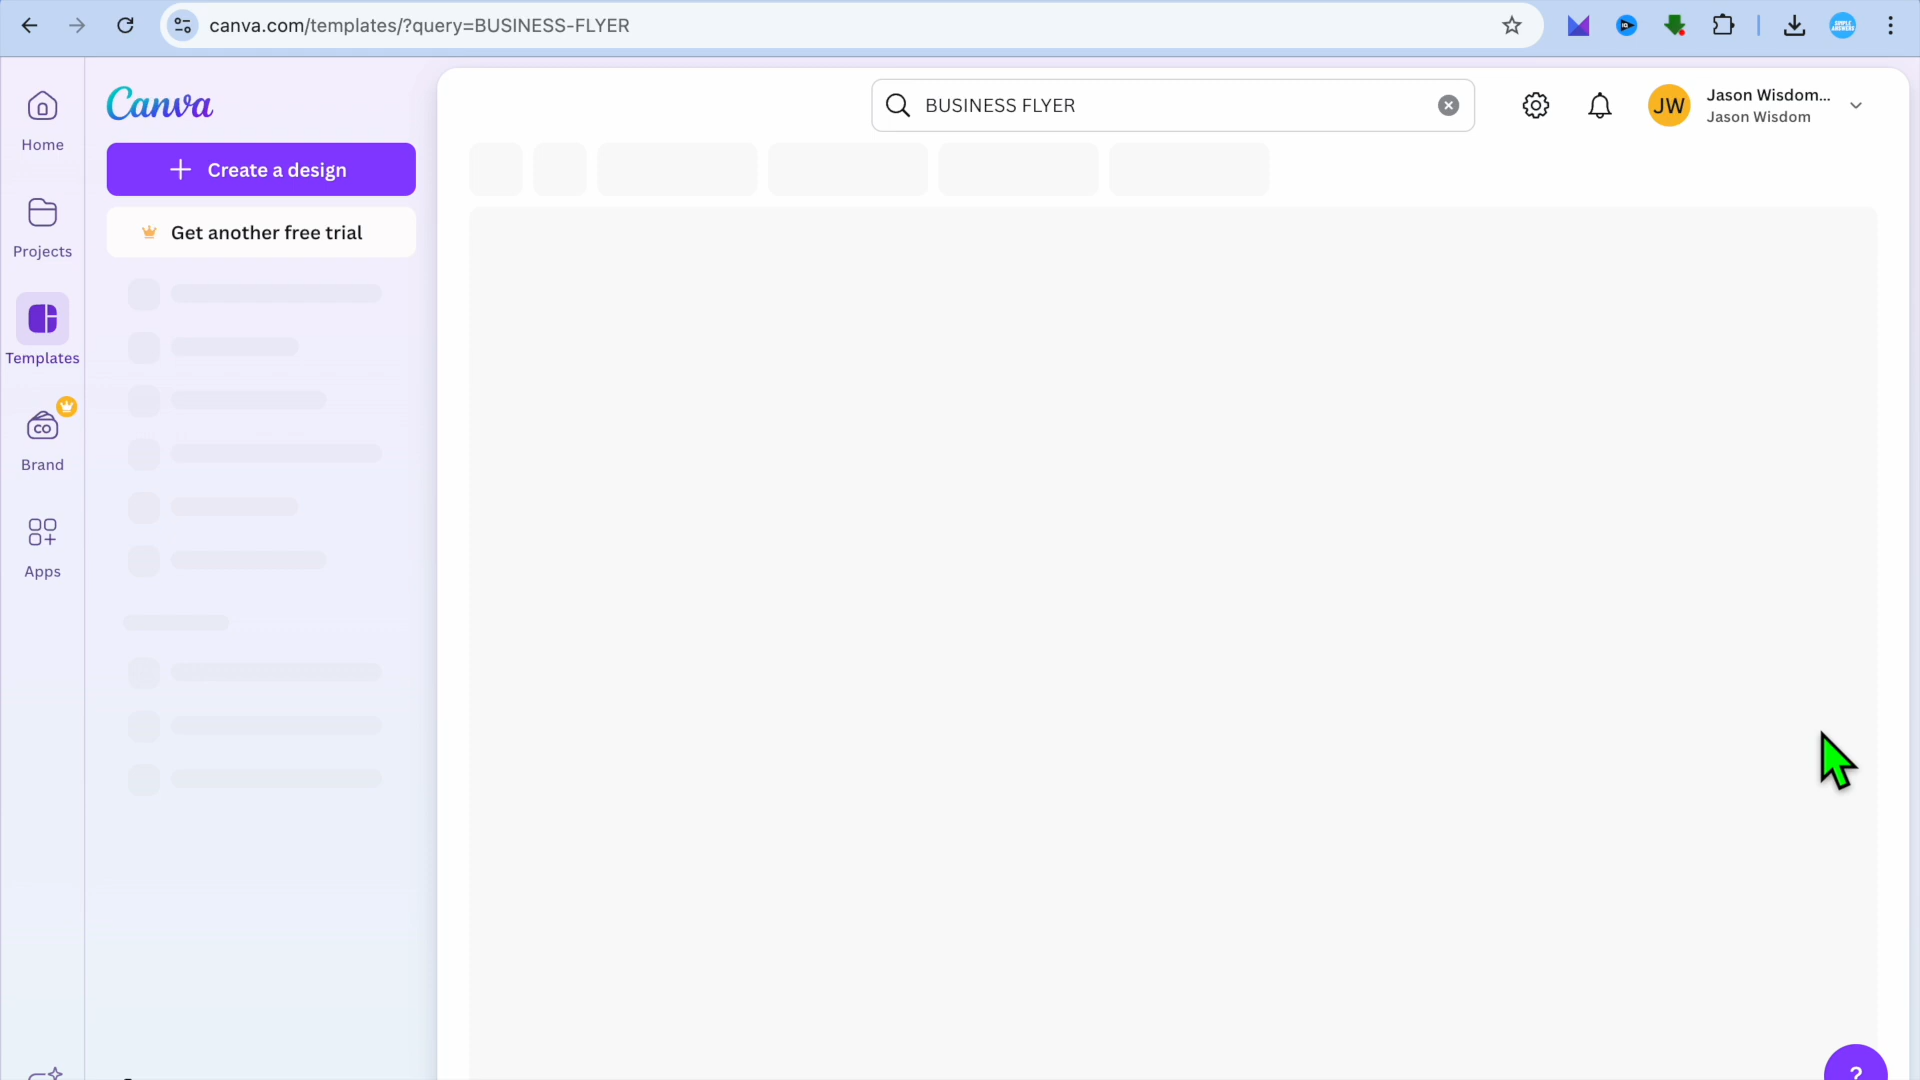 canva.com/templates/?query=BUSINESS-FLYER
Canva
BUSINESS FLYER
JW
Jason Wisdom...
Jason Wisdom
Home
Create a design
Get another free trial
Projects
Templates
CO
Brand
Apps
?